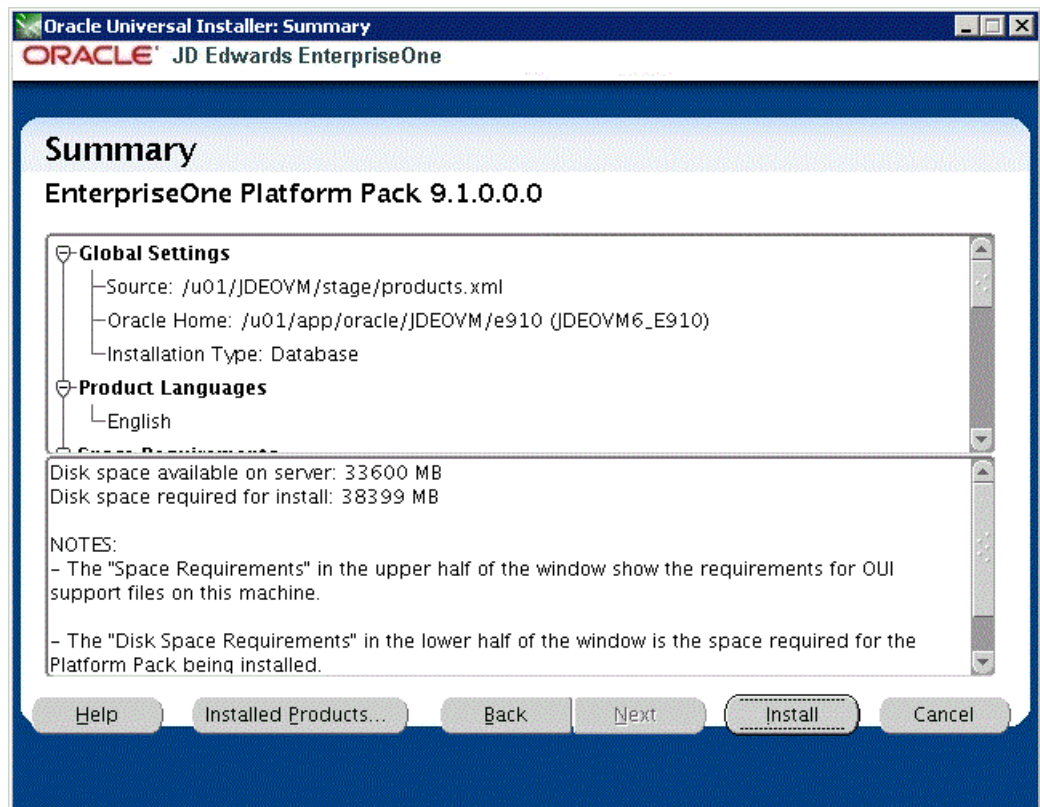 Oracle Universal Installer: Summary
ORACLE' JD Edwards EnterpriseOne
Summary
EnterpriseOne Platform Pack 9.1.0.0.0
Global Settings
Source: /u01/JDEOVM/stage/products.xml
Oracle Home: /u01/app/oracle/JDEOVM/e910 (JDEOVM6_E910)
Installation Type: Database
Product Languages
English
Space Requirements
Disk space available on server: 33600 MB
Disk space required for install: 38399 MB
NOTES:
- The "Space Requirements" in the upper half of the window show the requirements for OUI
support files on this machine.
- The "Disk Space Requirements" in the lower half of the window is the space required for the
Platform Pack being installed.
Help Installed Products... Back Next Install Cancel